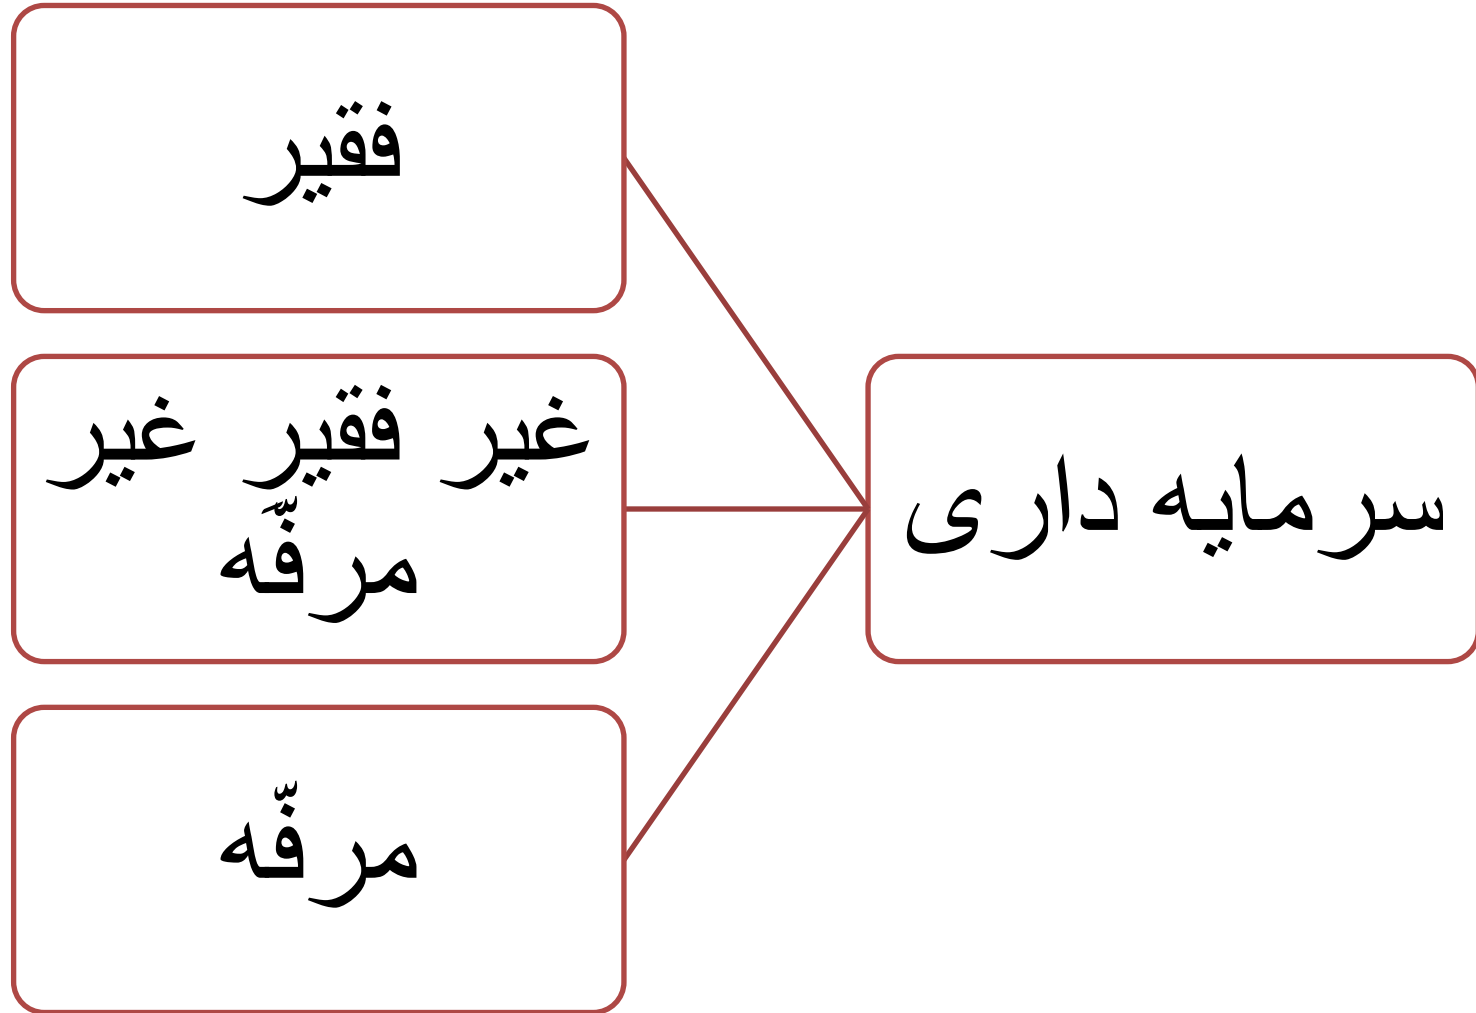 سرمایه داری
فقیر
غیر فقیر غیر
مرفّه
مرفّه